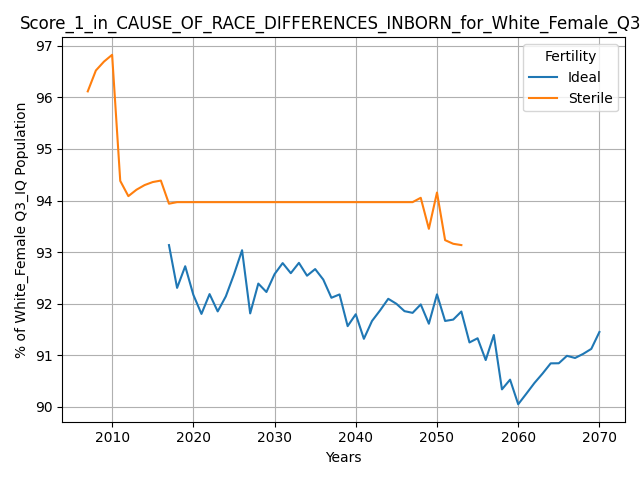 Score_1_in_CAUSE_OF_RACE_DIFFERENCES_INBORN_for_White_Female_Q3
Fertility
Ideal
Sterile
% of White_Female Q3_IQ Population
97
96
95
94
93
92
91
90
2010
2020
2030
2040
2050
2060
2070
Years